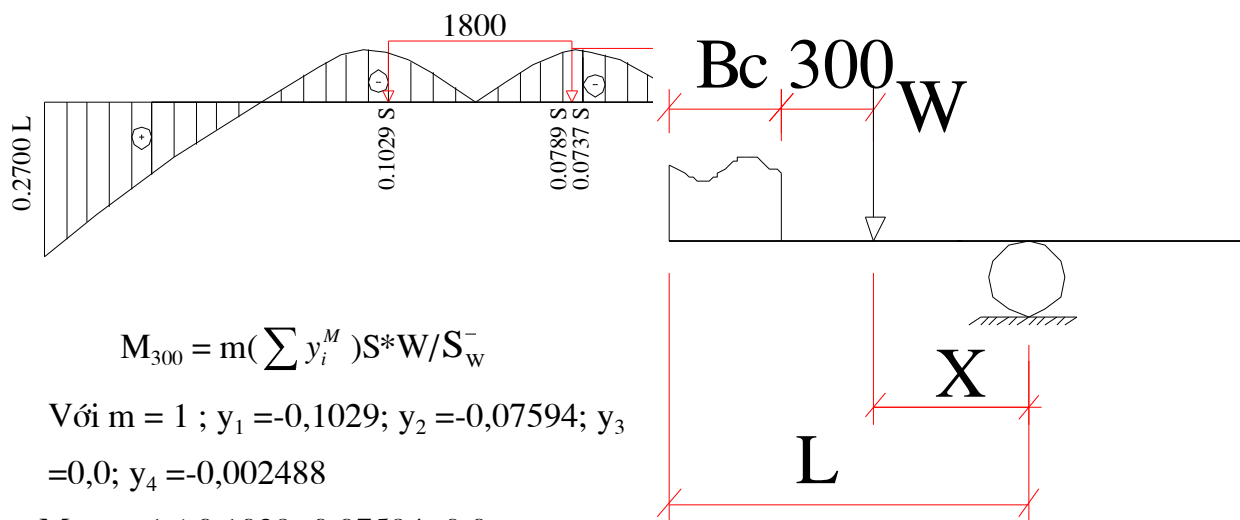 1800
Bc 300
W
0.2700 L
+
-
-
0.1029 S
0.0789 S
0.0737 S
X
L
M₃₀₀ = m( ∑ yᵢᴹ )S*W/S⁻_W
Với m = 1 ; y₁ =-0,1029; y₂ =-0,07594; y₃
=0,0; y₄ =-0,002488